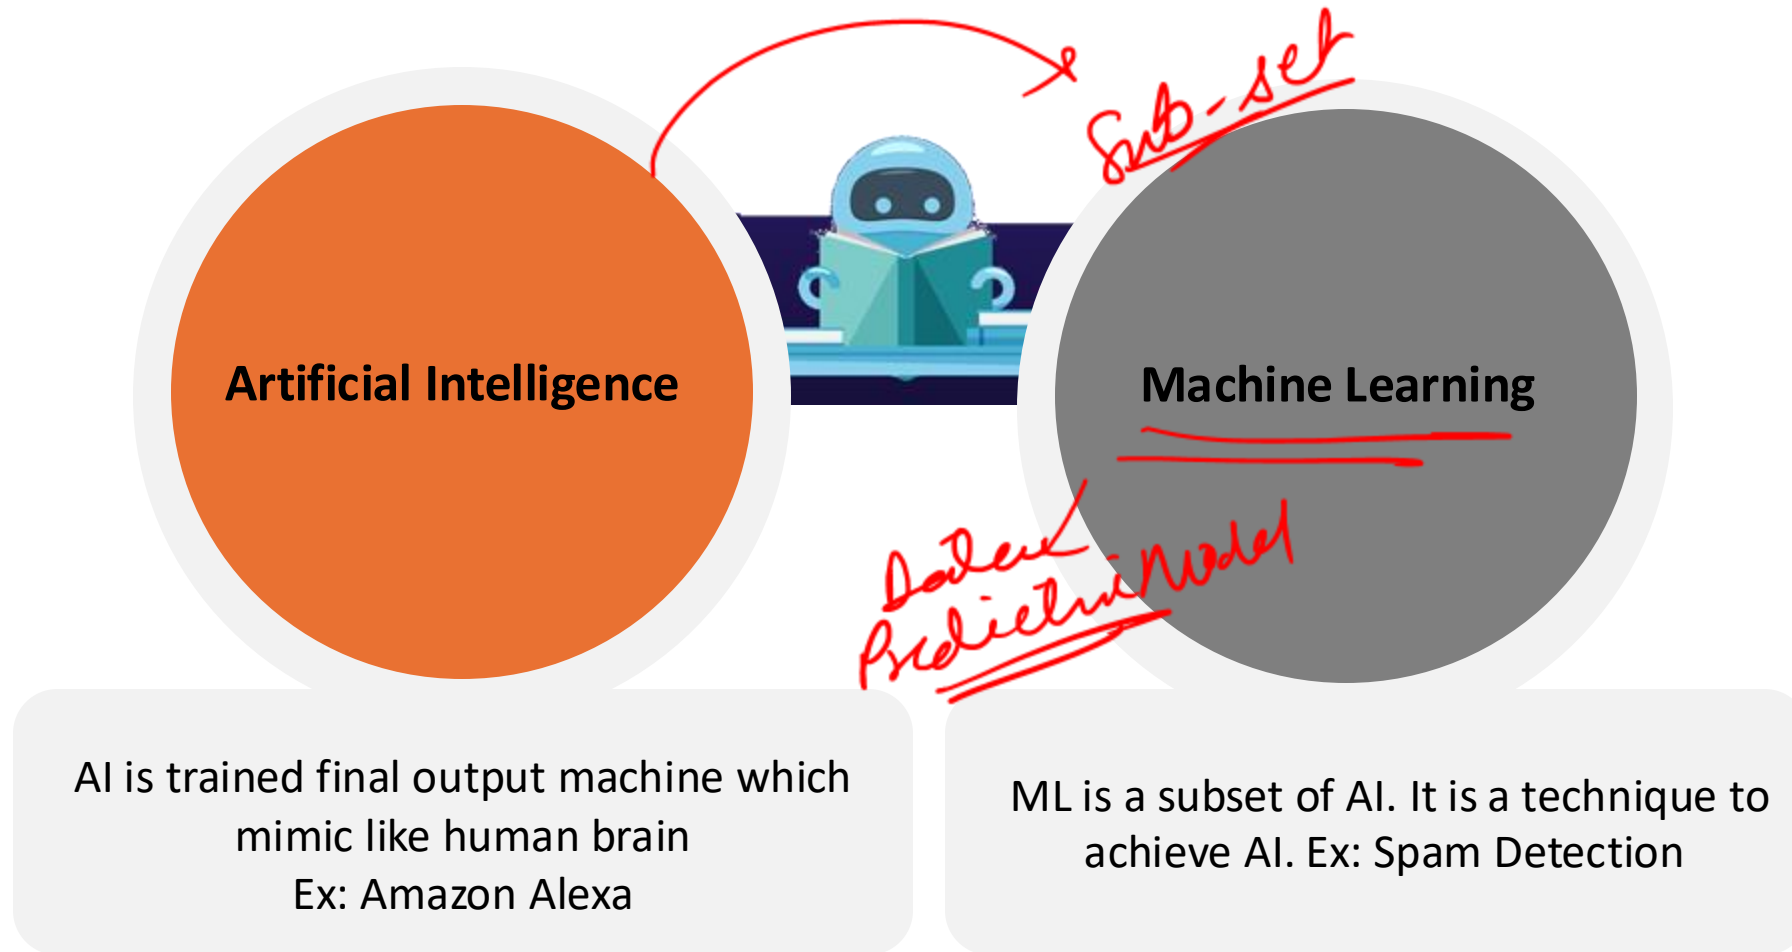 Sub-set
Artificial Intelligence
Machine Learning
Data
Predictive Model
AI is trained final output machine which
mimic like human brain
Ex: Amazon Alexa
ML is a subset of AI. It is a technique to
achieve AI. Ex: Spam Detection